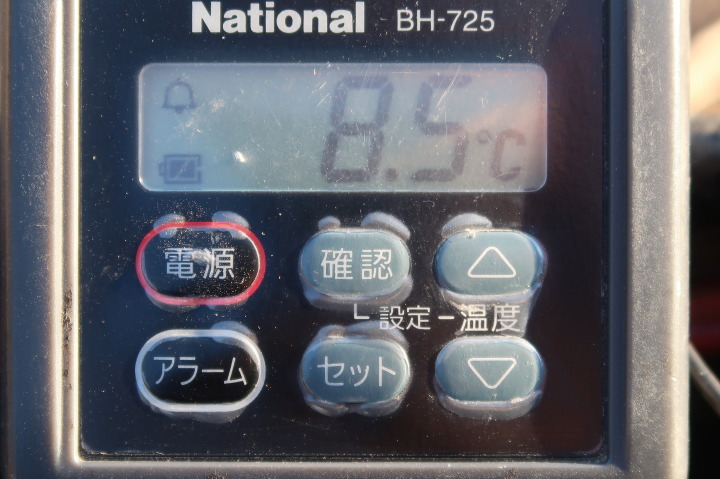 National BH-725
8.5℃
電源 確認 △
└ 設定 ─ 温度
アラーム セット ▽